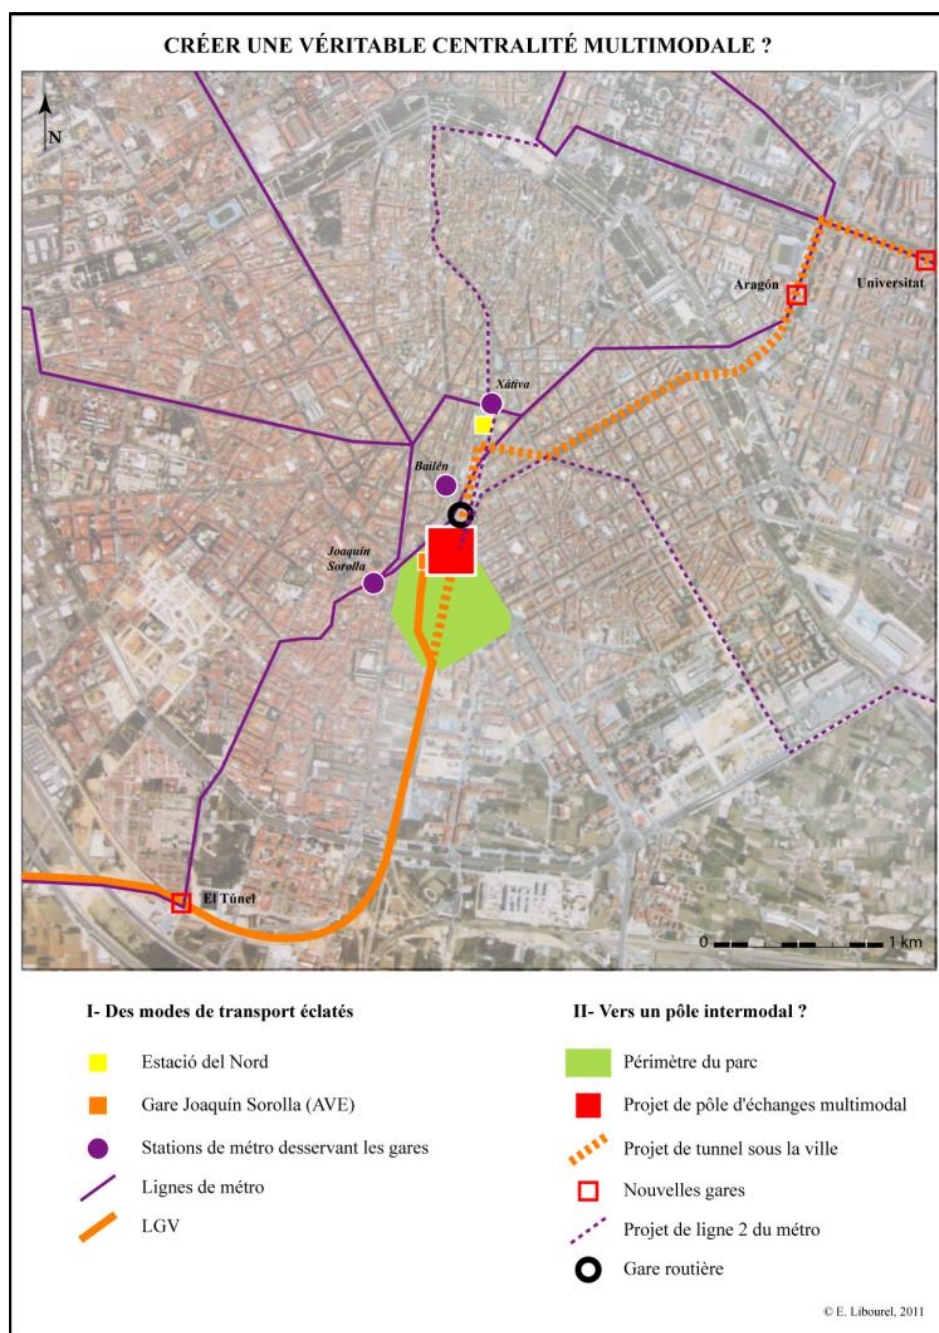 CRÉER UNE VÉRITABLE CENTRALITÉ MULTIMODALE ?
N
Aragón
Universitat
Xátiva
Bailén
Joaquín
Sorolla
El Túnel
0 1 km
I- Des modes de transport éclatés
Estació del Nord
Gare Joaquín Sorolla (AVE)
Stations de métro desservant les gares
Lignes de métro
LGV
II- Vers un pôle intermodal ?
Périmètre du parc
Projet de pôle d'échanges multimodal
Projet de tunnel sous la ville
Nouvelles gares
Projet de ligne 2 du métro
Gare routière
© E. Libourel, 2011